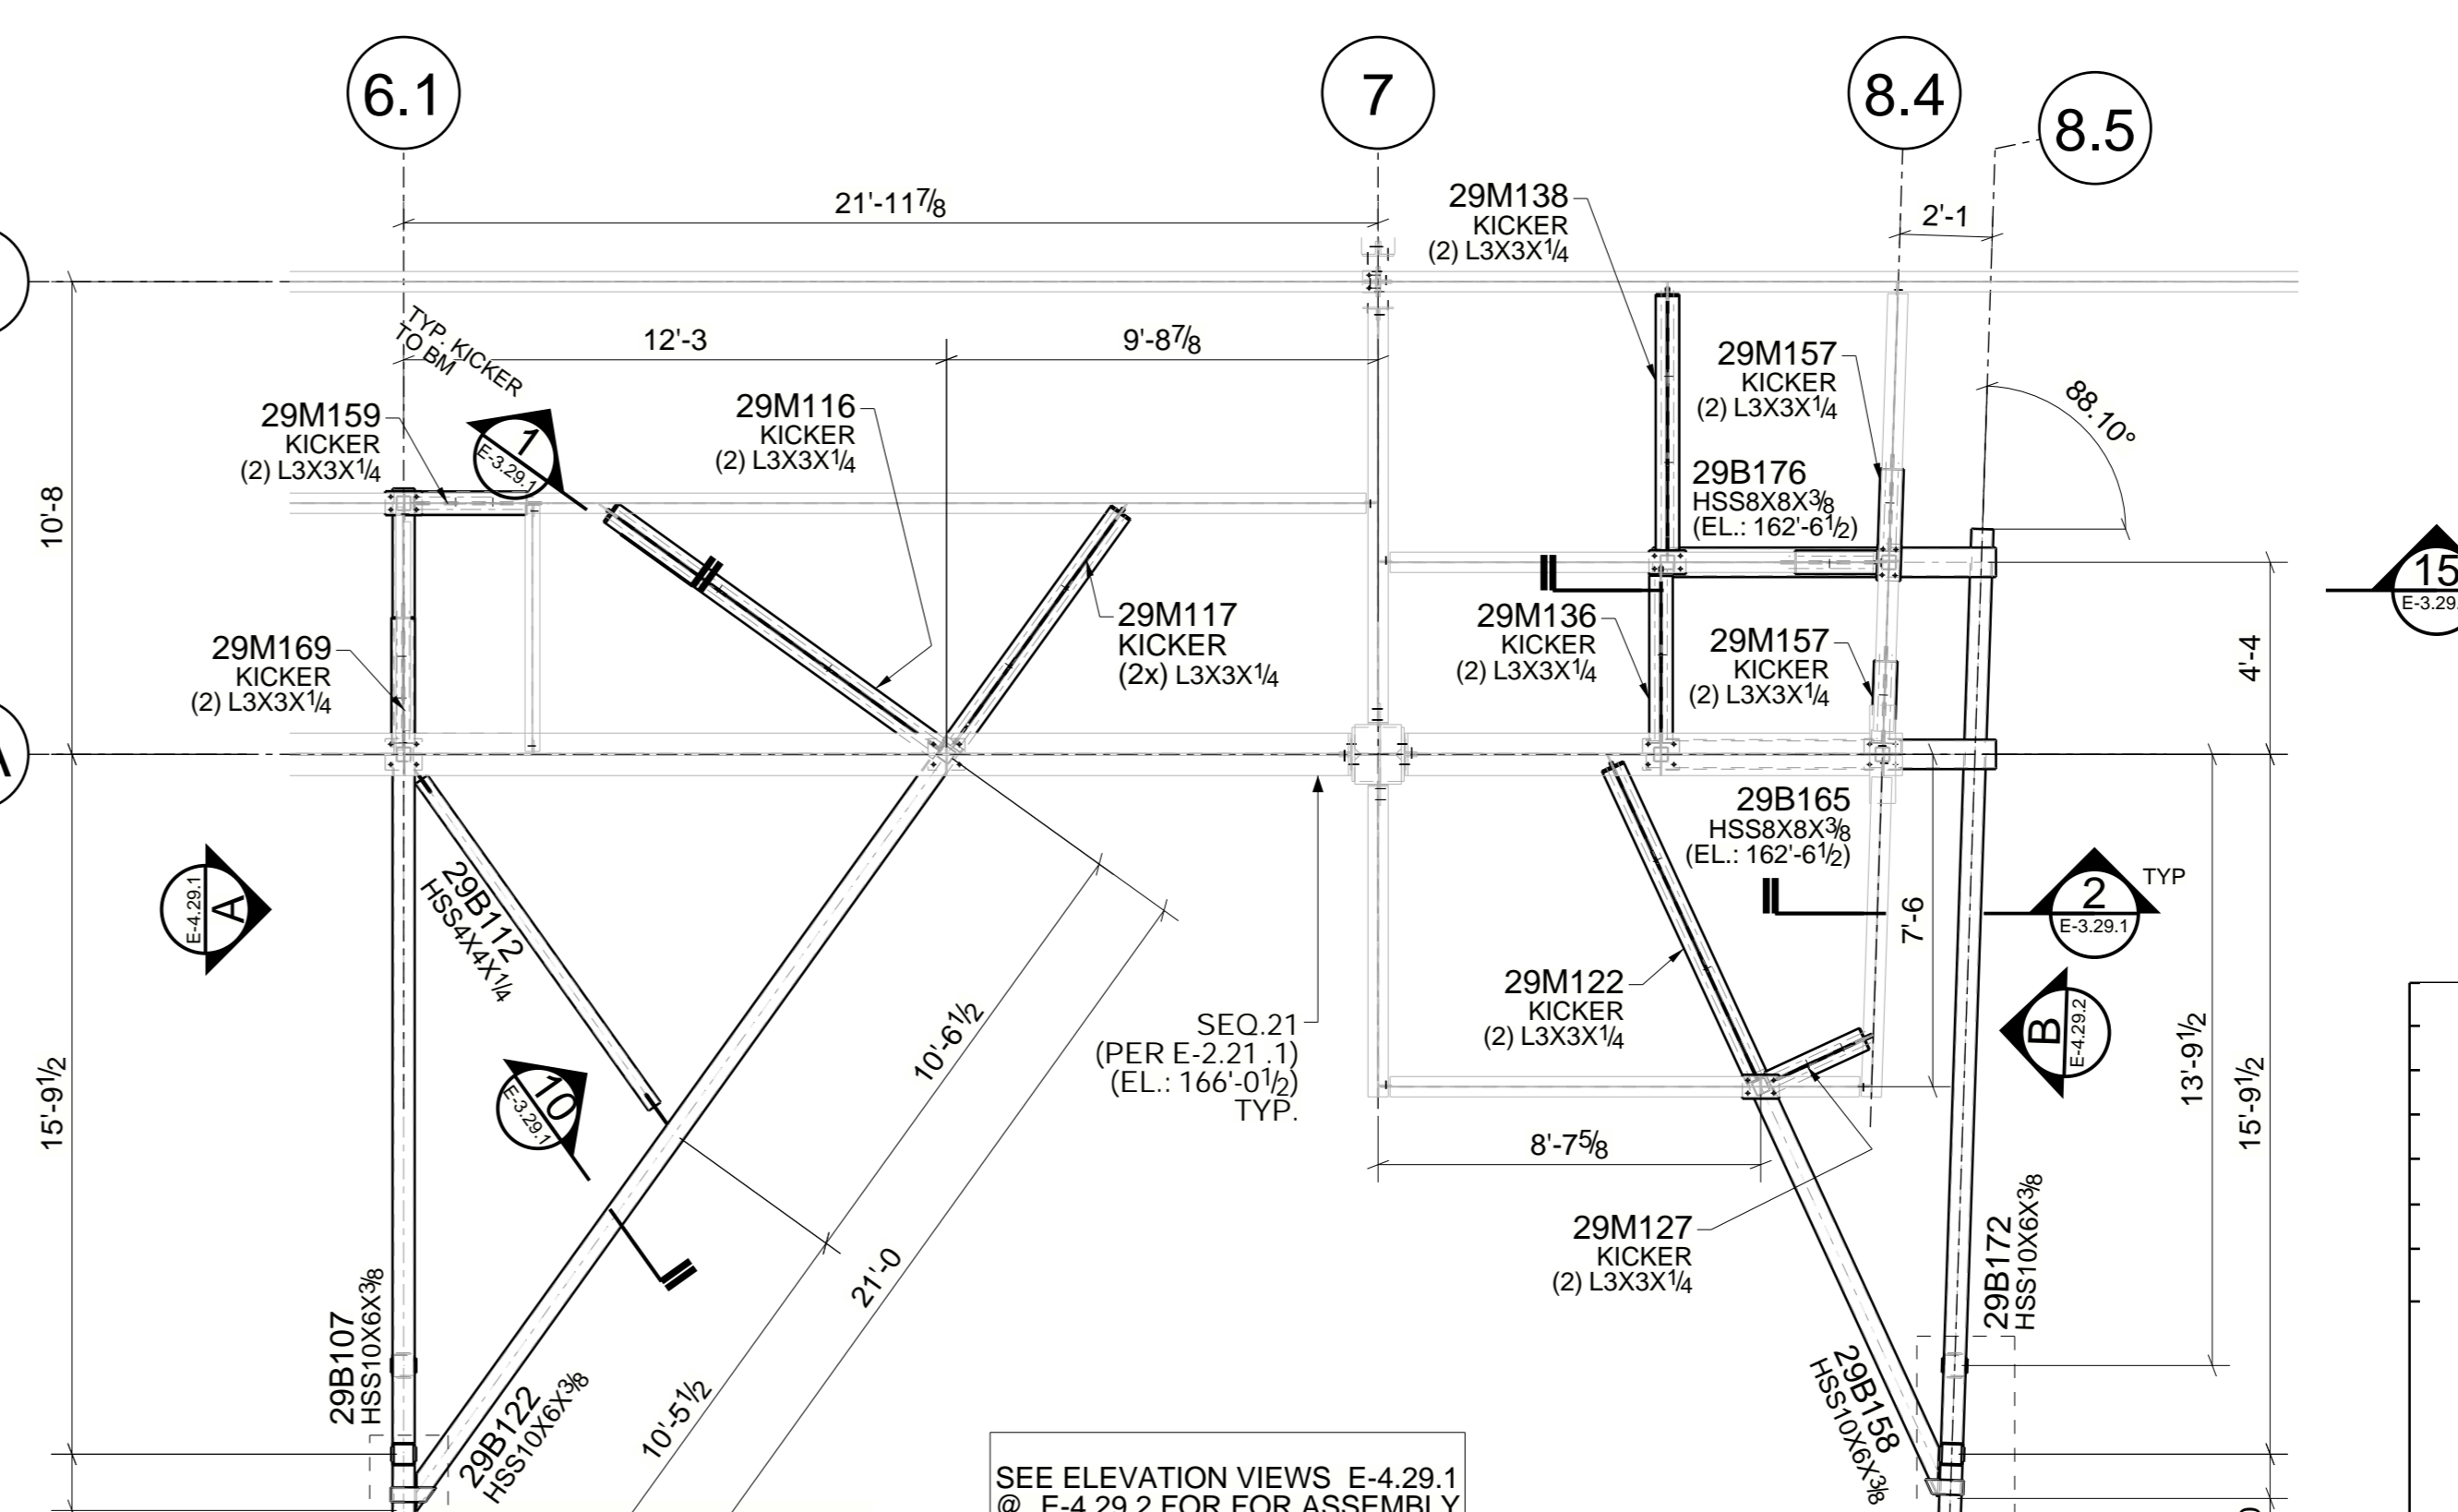 6.1
7
8.4
8.5
21'-11 7/8
2'-1
29M138
KICKER
(2) L3X3X1/4
TYP. KICKER
TO BM
12'-3
9'-8 7/8
29M157
KICKER
(2) L3X3X1/4
88.10°
29M159
KICKER
(2) L3X3X1/4
1
E-3.29.1
29M116
KICKER
(2) L3X3X1/4
29B176
HSS8X8X3/8
(EL.: 162'-6 1/2)
10'-8
15
E-3.29.
29M117
KICKER
(2x) L3X3X1/4
29M136
KICKER
(2) L3X3X1/4
29M157
KICKER
(2) L3X3X1/4
4'-4
29M169
KICKER
(2) L3X3X1/4
29B165
HSS8X8X3/8
(EL.: 162'-6 1/2)
A
E-4.29.1
29B112
HSS4X4X1/4
2
E-3.29.1
TYP
7'-6
29M122
KICKER
(2) L3X3X1/4
10'-6 1/2
SEQ.21
(PER E-2.21 .1)
(EL.: 166'-0 1/2)
TYP.
B
E-4.29.2
13'-9 1/2
15'-9 1/2
15'-9 1/2
10
E-3.29.1
8'-7 5/8
21'-0
29M127
KICKER
(2) L3X3X1/4
29B172
HSS10X6X3/8
29B107
HSS10X6X3/8
29B122
HSS10X6X3/8
10'-5 1/2
29B158
HSS10X6X3/8
SEE ELEVATION VIEWS E-4.29.1
@ E-4.29.2 FOR FOR ASSEMBLY